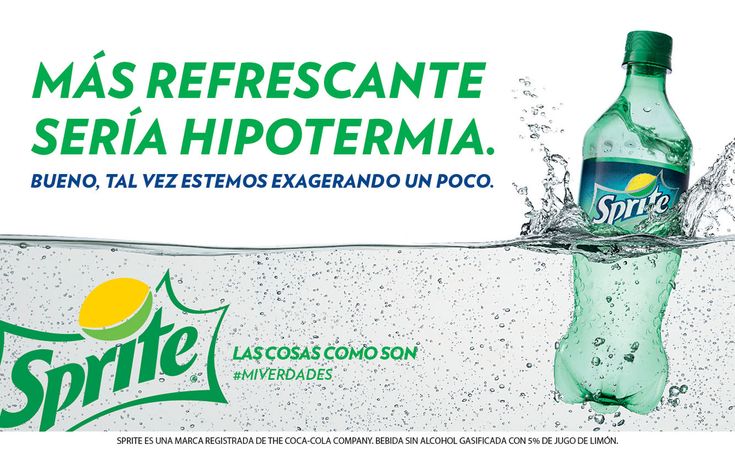 MÁS REFRESCANTE
SERÍA HIPOTERMIA.
BUENO, TAL VEZ ESTEMOS EXAGERANDO UN POCO.
Sprite
Sprite
LAS COSAS COMO SON
#MIVERDADES
SPRITE ES UNA MARCA REGISTRADA DE THE COCA-COLA COMPANY. BEBIDA SIN ALCOHOL GASIFICADA CON 5% DE JUGO DE LIMÓN.